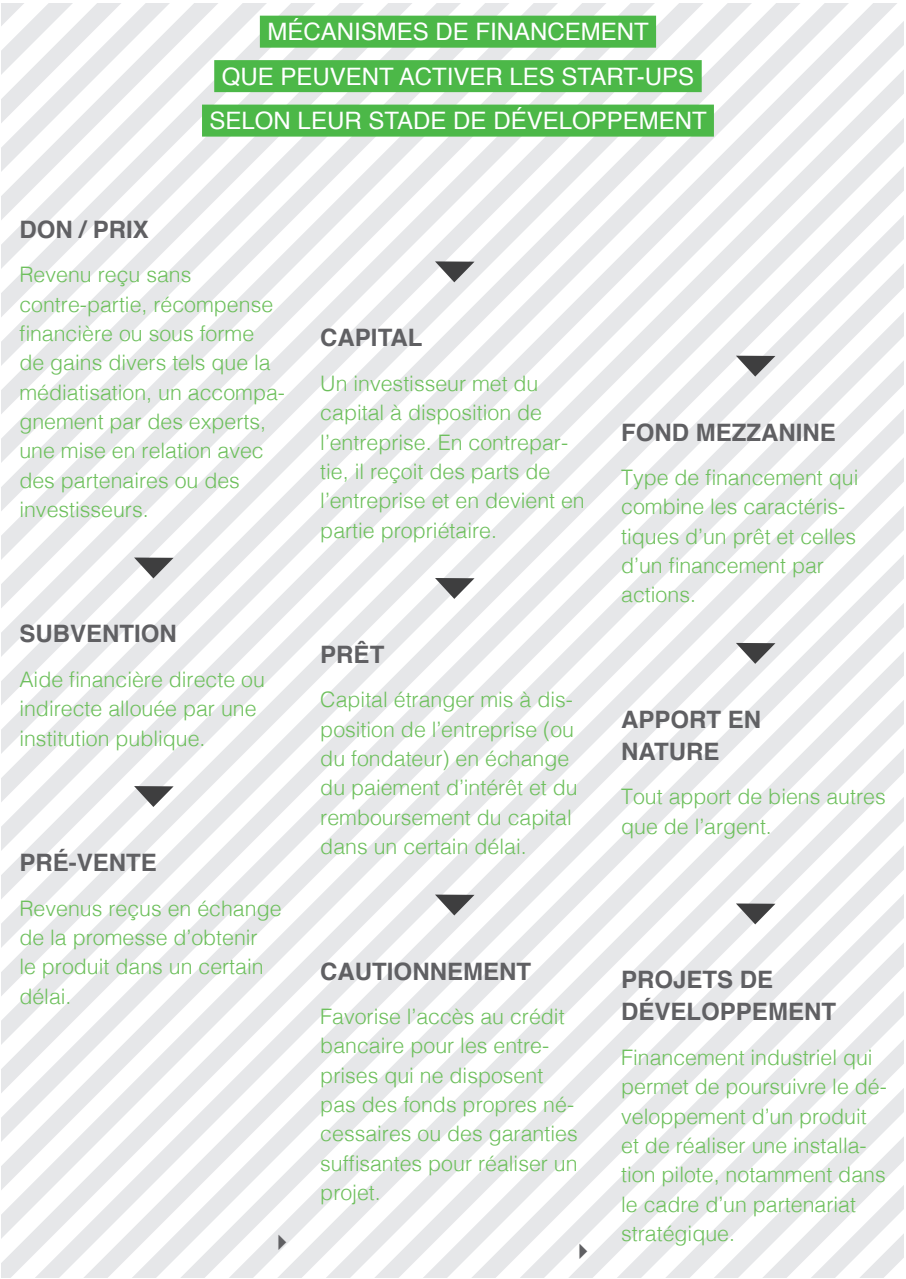 MÉCANISMES DE FINANCEMENT
QUE PEUVENT ACTIVER LES START-UPS
SELON LEUR STADE DE DÉVELOPPEMENT
DON / PRIX
Revenu reçu sans
contre-partie, récompense
financière ou sous forme
de gains divers tels que la
médiatisation, un accompa-
gnement par des experts,
une mise en relation avec
des partenaires ou des
investisseurs.
SUBVENTION
Aide financière directe ou
indirecte allouée par une
institution publique.
PRÉ-VENTE
Revenus reçus en échange
de la promesse d’obtenir
le produit dans un certain
délai.
CAPITAL
Un investisseur met du
capital à disposition de
l’entreprise. En contrepar-
tie, il reçoit des parts de
l’entreprise et en devient en
partie propriétaire.
PRÊT
Capital étranger mis à dis-
position de l’entreprise (ou
du fondateur) en échange
du paiement d’intérêt et du
remboursement du capital
dans un certain délai.
CAUTIONNEMENT
Favorise l’accès au crédit
bancaire pour les entre-
prises qui ne disposent
pas des fonds propres né-
cessaires ou des garanties
suffisantes pour réaliser un
projet.
FOND MEZZANINE
Type de financement qui
combine les caractéris-
tiques d’un prêt et celles
d’un financement par
actions.
APPORT EN
NATURE
Tout apport de biens autres
que de l’argent.
PROJETS DE
DÉVELOPPEMENT
Financement industriel qui
permet de poursuivre le dé-
veloppement d’un produit
et de réaliser une installa-
tion pilote, notamment dans
le cadre d’un partenariat
stratégique.